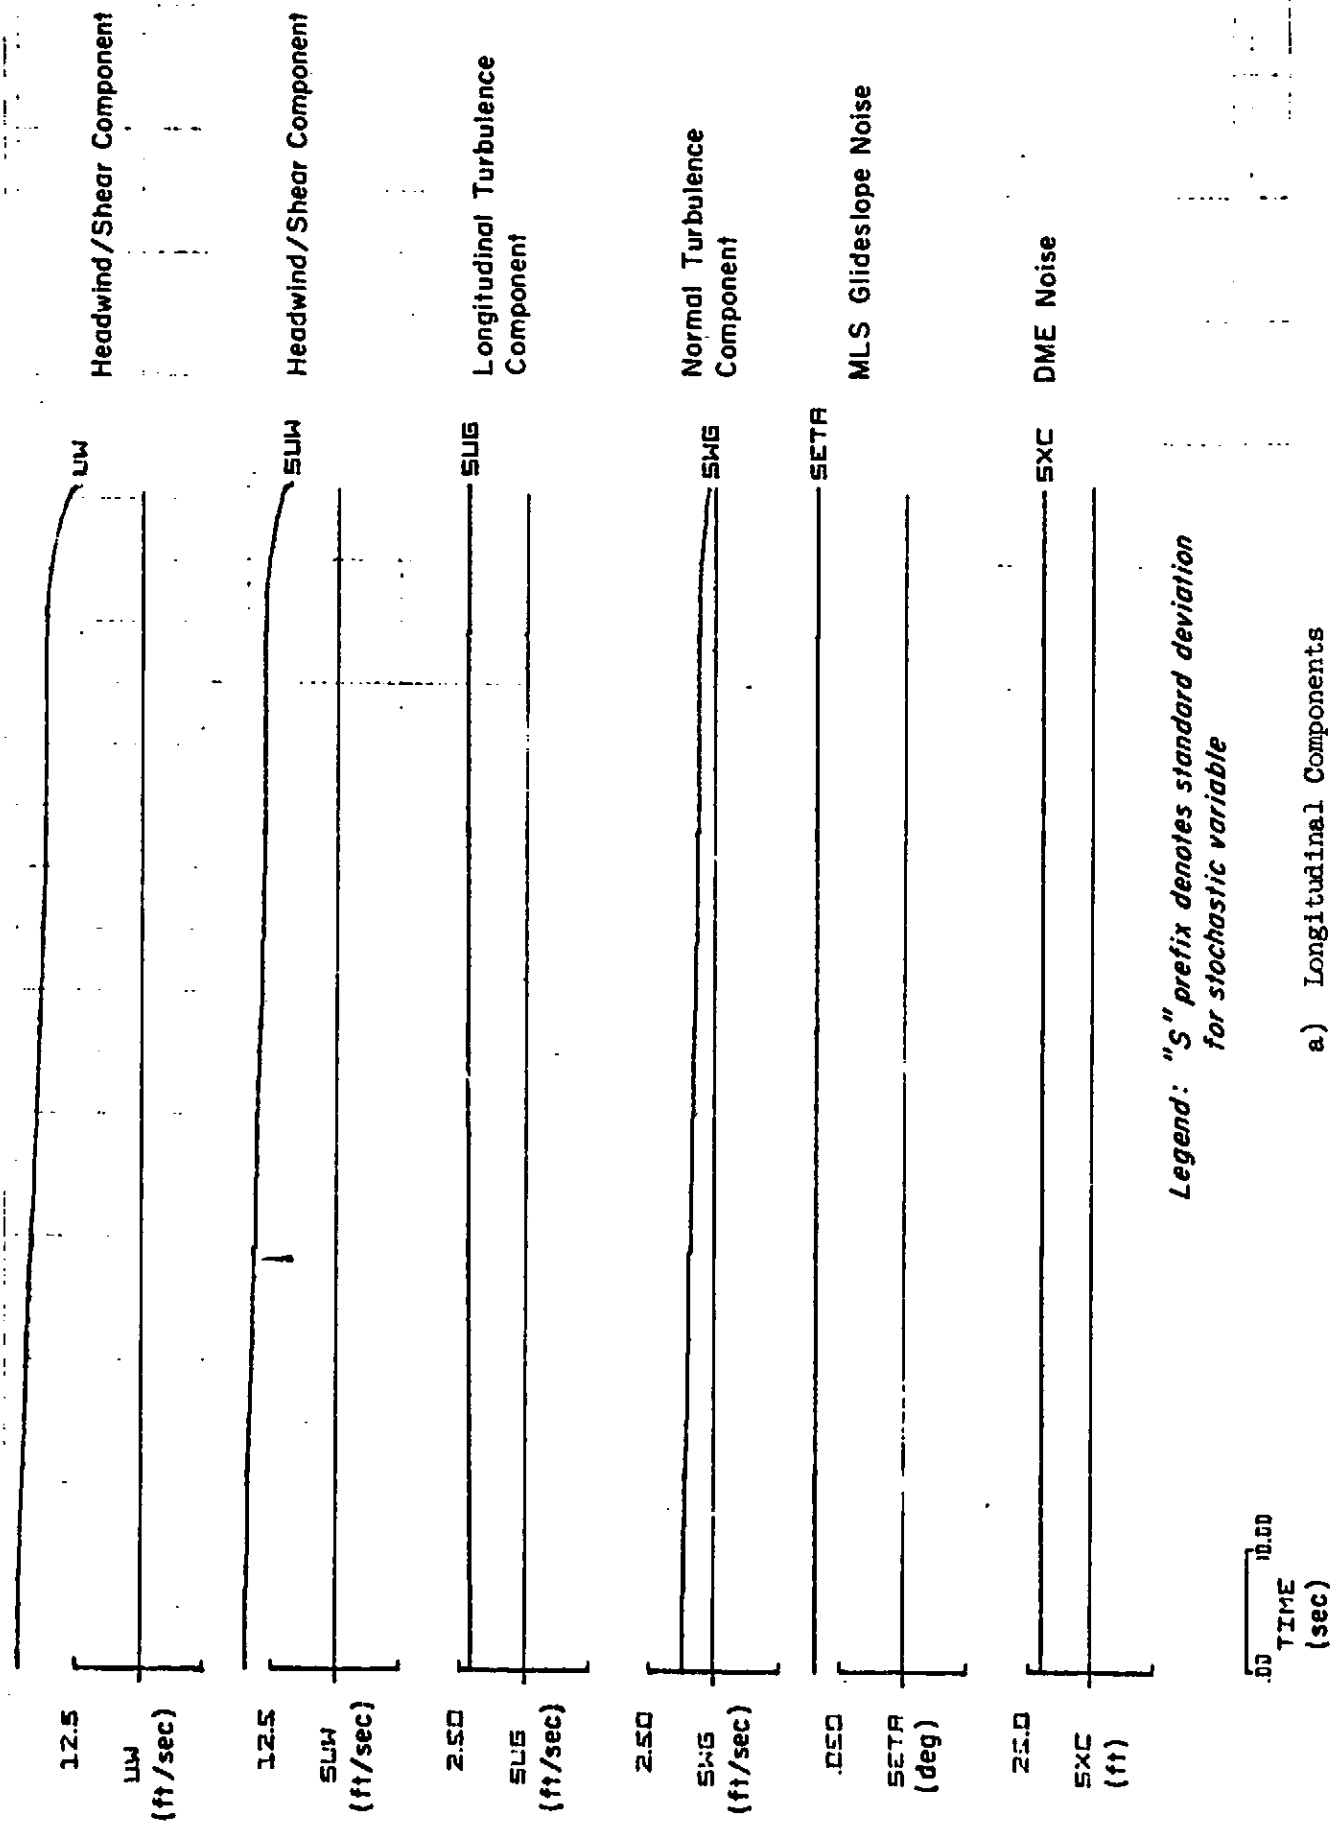 12.5
UW
(ft/sec)
UW
Headwind/Shear Component
12.5
SUW
(ft/sec)
SUW
Headwind/Shear Component
2.50
SUG
(ft/sec)
SUG
Longitudinal Turbulence
Component
2.50
SWG
(ft/sec)
SWG
Normal Turbulence
Component
.050
SETA
(deg)
SETA
MLS Glideslope Noise
25.0
SXC
(ft)
SXC
DME Noise
.00
10.00
TIME
(sec)
Legend: "S" prefix denotes standard deviation
for stochastic variable
a) Longitudinal Components